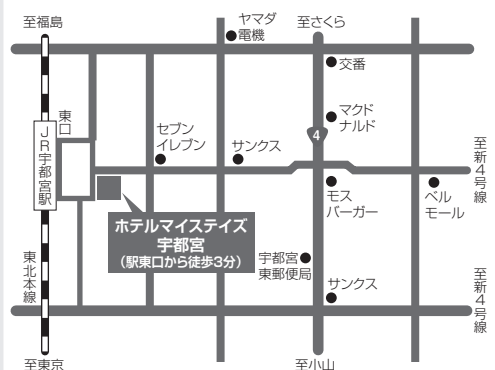 至福島
ヤマダ
電機
至さくら
交番
東口
セブン
イレブン
サンクス
マクド
ナルド
4
至新4号線
JR宇都宮駅
モス
バーガー
ベル
モール
ホテルマイステイズ
宇都宮
(駅東口から徒歩3分)
東北本線
宇都宮
東郵便局
サンクス
至新4号線
至東京
至小山